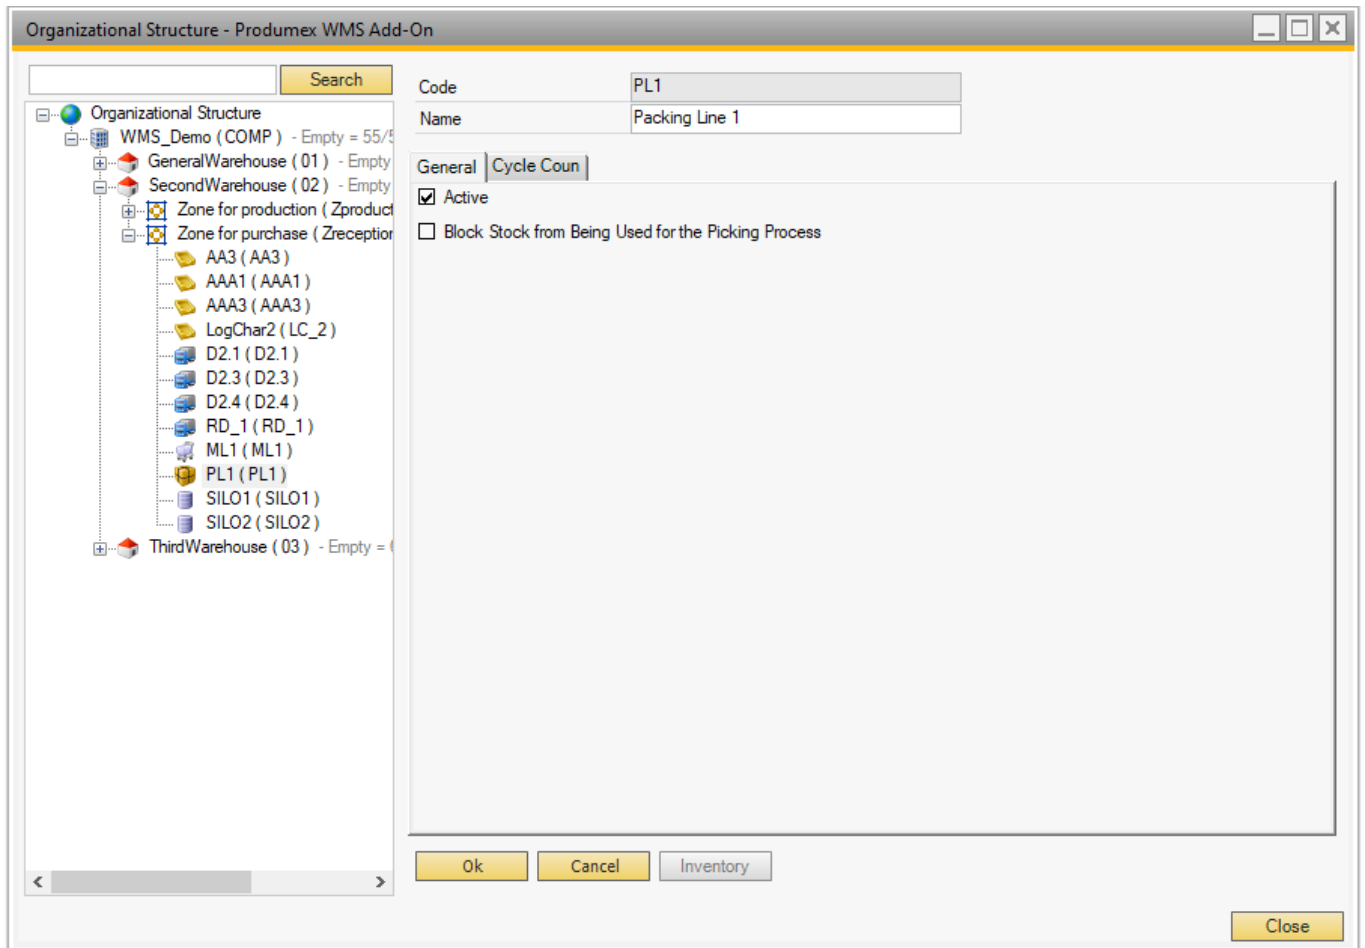 Organizational Structure - Produmex WMS Add-On
Search
Organizational Structure
WMS_Demo ( COMP ) - Empty = 55/5
GeneralWarehouse ( 01 ) - Empty
SecondWarehouse ( 02 ) - Empty
Zone for production ( Zproduct
Zone for purchase ( Zreception
AA3 ( AA3 )
AAA1 ( AAA1 )
AAA3 ( AAA3 )
LogChar2 ( LC_2 )
D2.1 ( D2.1 )
D2.3 ( D2.3 )
D2.4 ( D2.4 )
RD_1 ( RD_1 )
ML1 ( ML1 )
PL1 ( PL1 )
SILO1 ( SILO1 )
SILO2 ( SILO2 )
ThirdWarehouse ( 03 ) - Empty =
Code PL1
Name Packing Line 1
General Cycle Coun
Active
Block Stock from Being Used for the Picking Process
Ok Cancel Inventory
Close